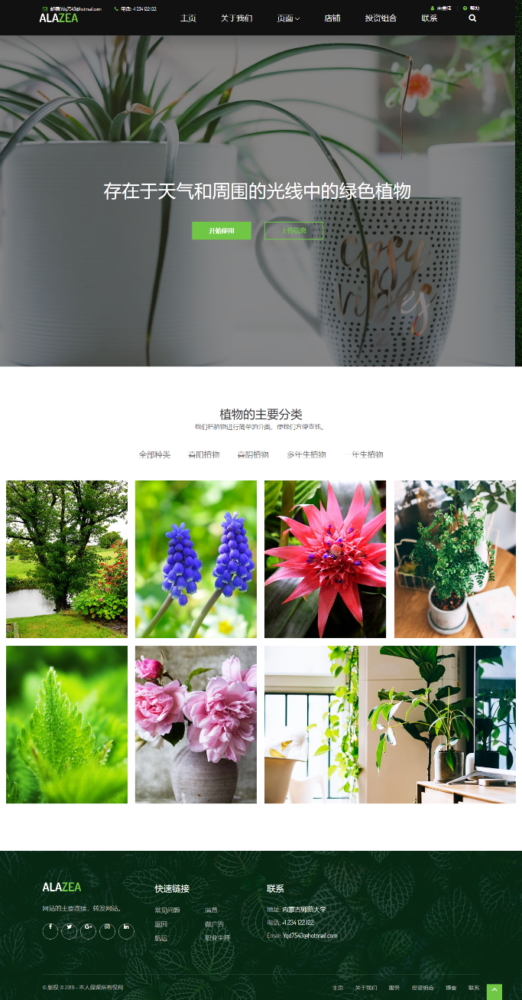 邮箱:Yqd7543@hotmail.com 电话: +1 234 122 122 未登陆 帮助
ALAZEA 主页 关于我们 页面 店铺 投资组合 联系
存在于天气和周围的光线中的绿色植物
开始使用 上传信息
cozy
vibes
植物的主要分类
我们把植物进行简单的分类，使我们方便查找。
全部种类 喜阳植物 喜阴植物 多年生植物 一年生植物
ALAZEA
网站的主要连接，转发网站。
快速链接
常见问题 消息
返回 做广告
航运 职业生涯
联系
地址: 内蒙古师范大学
电话: +1 234 122 122
Email: Yqd7543@hotmail.com
© 版权 © 2019 - 本人保留所有权利
主页 关于我们 服务 投资组合 博客 联系